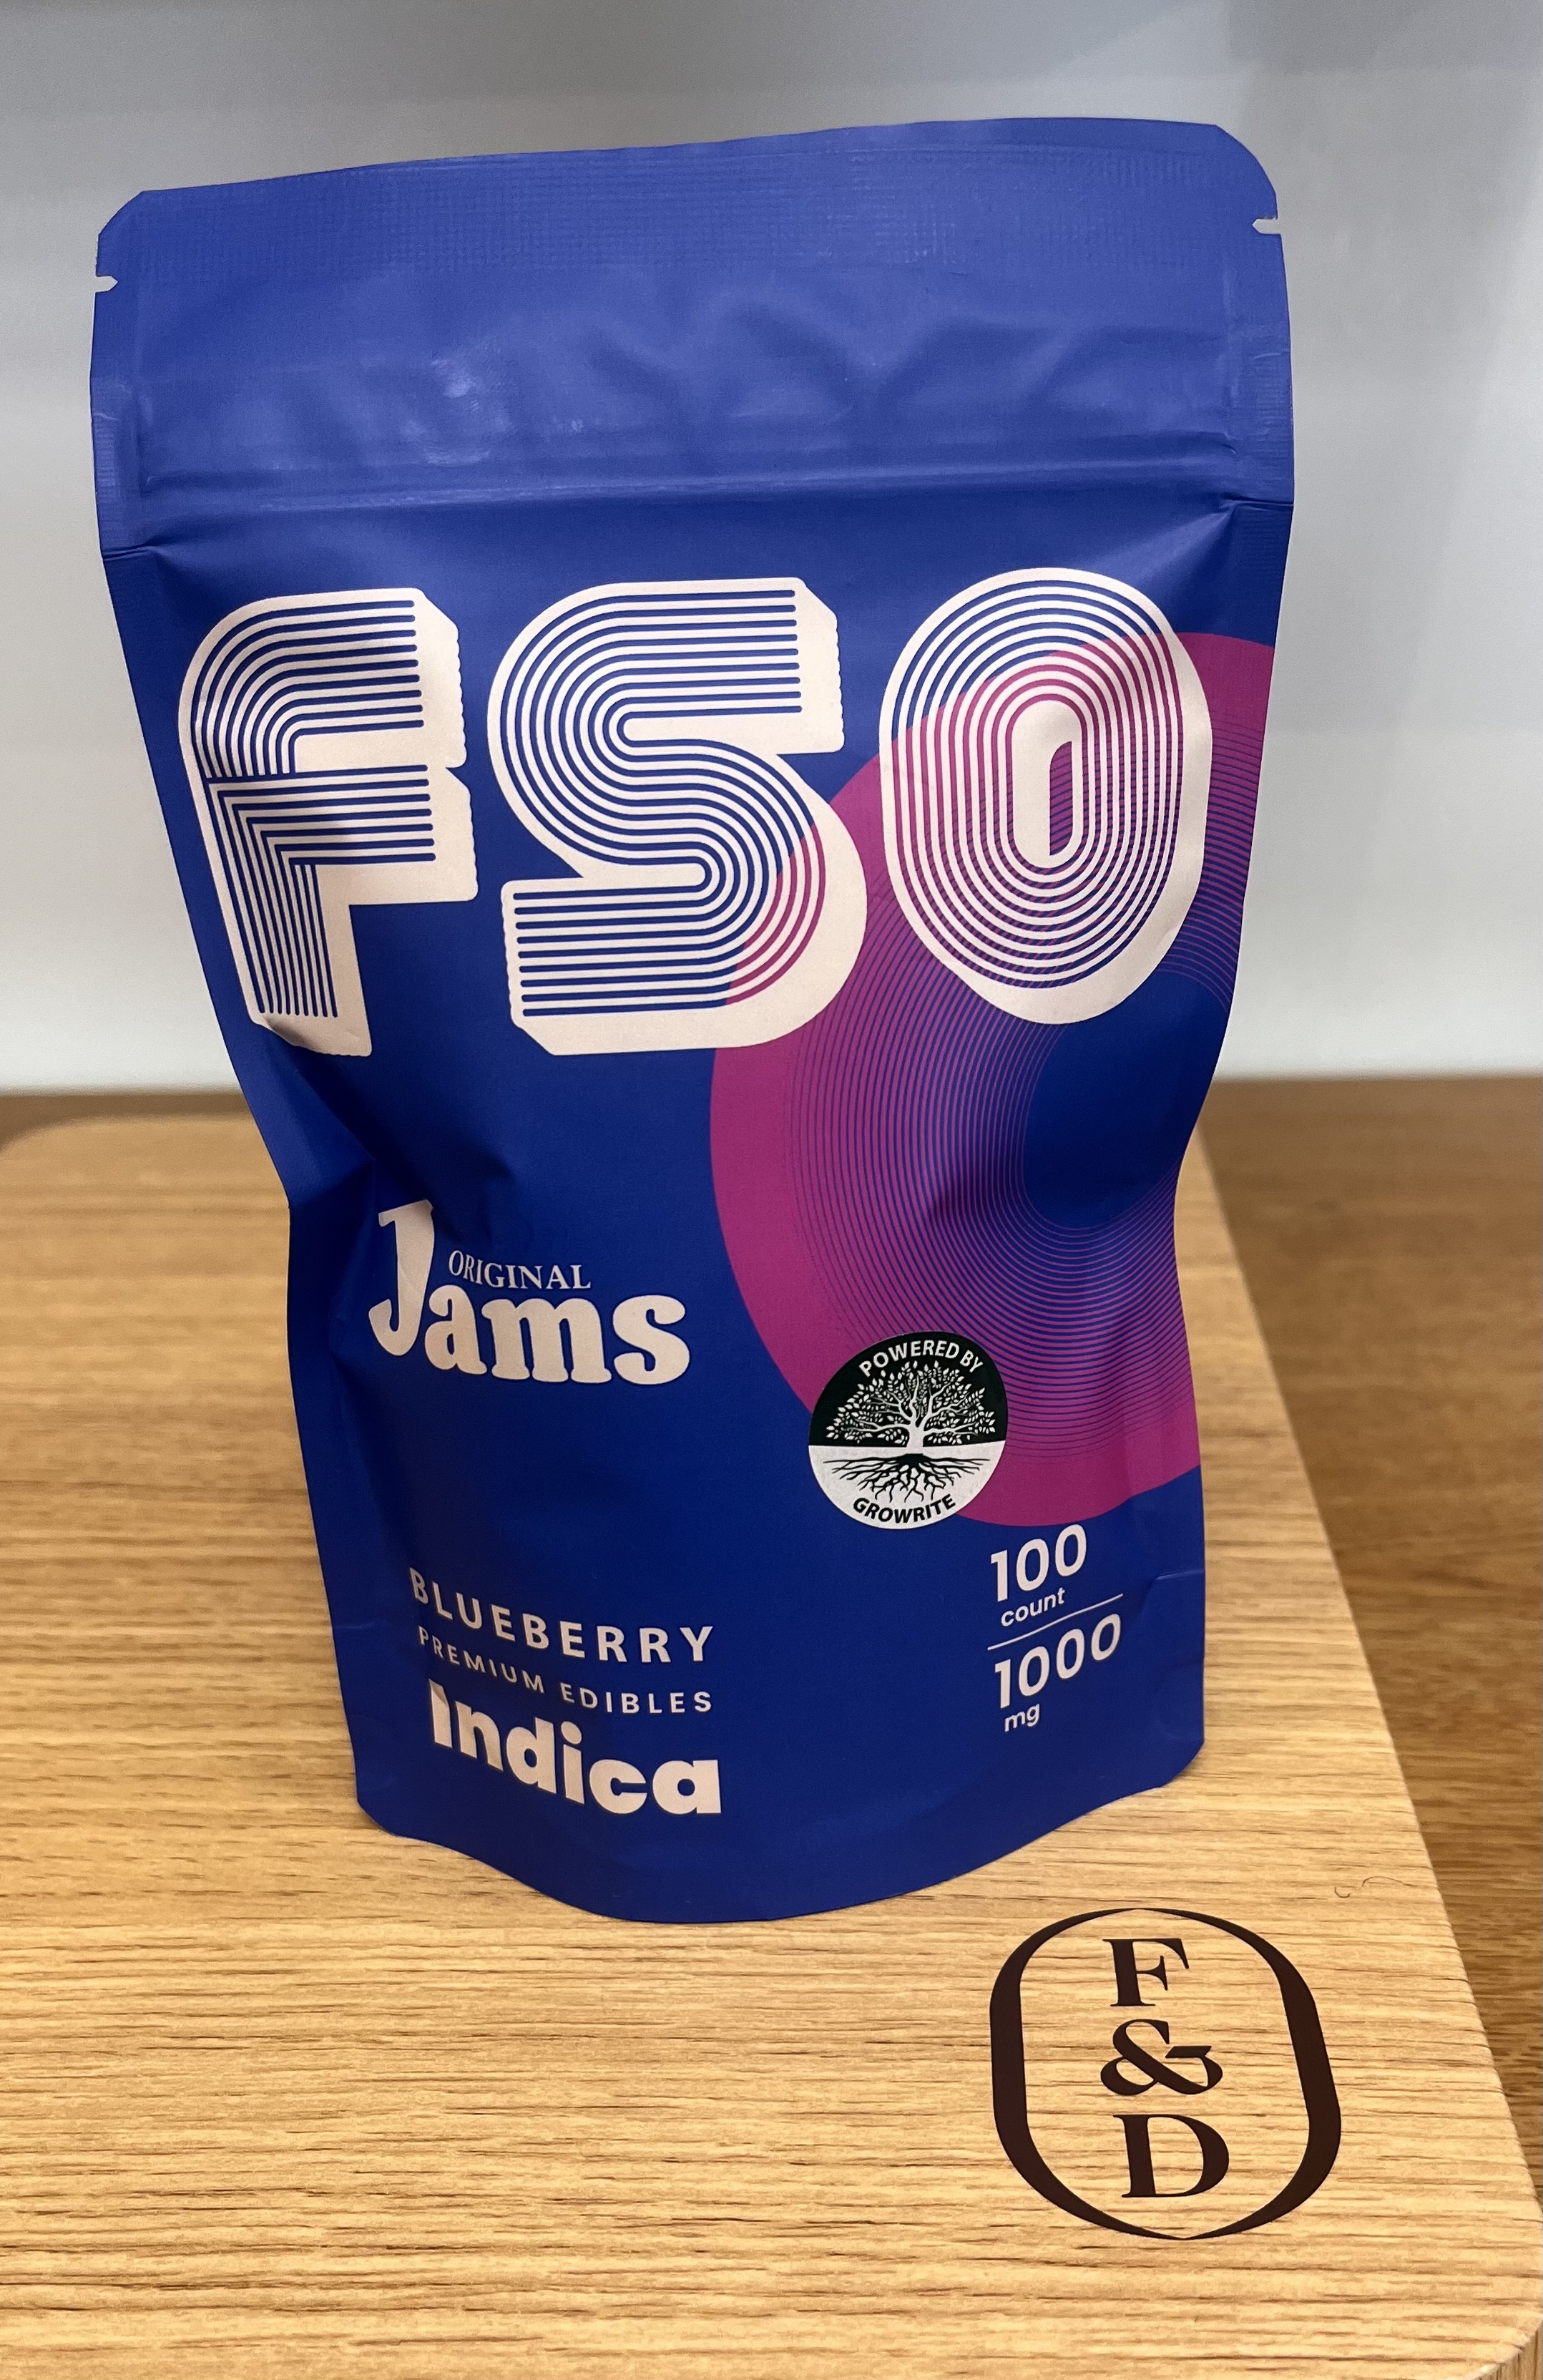 FSO
ORIGINAL
Jams
POWERED BY
GROWRITE
BLUEBERRY
PREMIUM EDIBLES
Indica
100
count
1000
mg
F
&
D